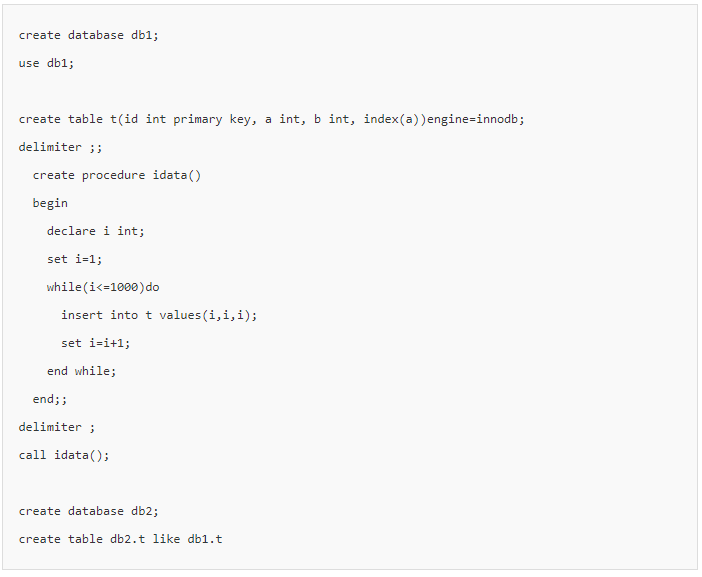 create database db1;
use db1;
create table t(id int primary key, a int, b int, index(a))engine=innodb;
delimiter ;;
  create procedure idata()
  begin
    declare i int;
    set i=1;
    while(i<=1000)do
      insert into t values(i,i,i);
      set i=i+1;
    end while;
  end;;
delimiter ;
call idata();
create database db2;
create table db2.t like db1.t